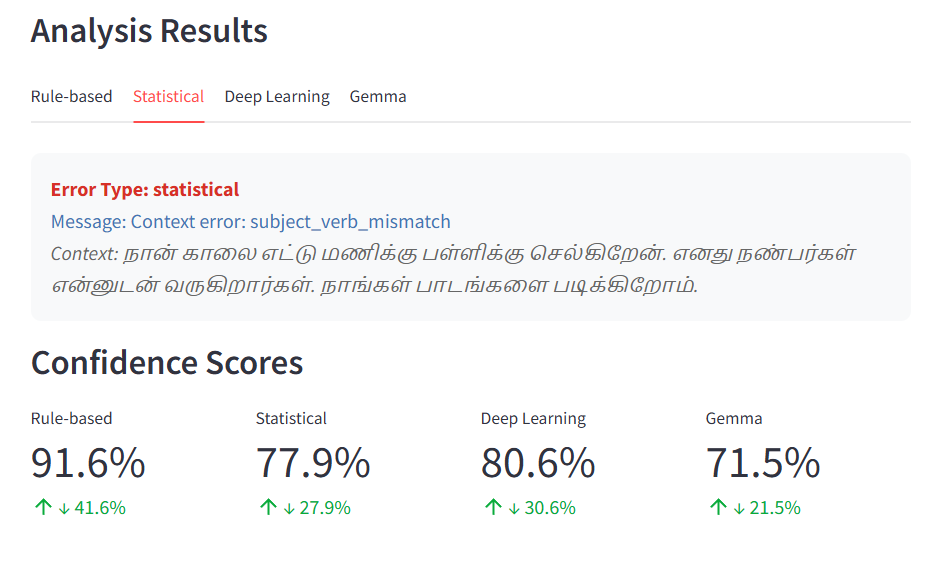 Analysis Results
Rule-based Statistical Deep Learning Gemma
Error Type: statistical
Message: Context error: subject_verb_mismatch
Context: நான் காலை எட்டு மணிக்கு பள்ளிக்கு செல்கிறேன். எனது நண்பர்கள்
என்னுடன் வருகிறார்கள். நாங்கள் பாடங்களை படிக்கிறோம்.
Confidence Scores
Rule-based Statistical Deep Learning Gemma
91.6% 77.9% 80.6% 71.5%
↑ ↓ 41.6% ↑ ↓ 27.9% ↑ ↓ 30.6% ↑ ↓ 21.5%